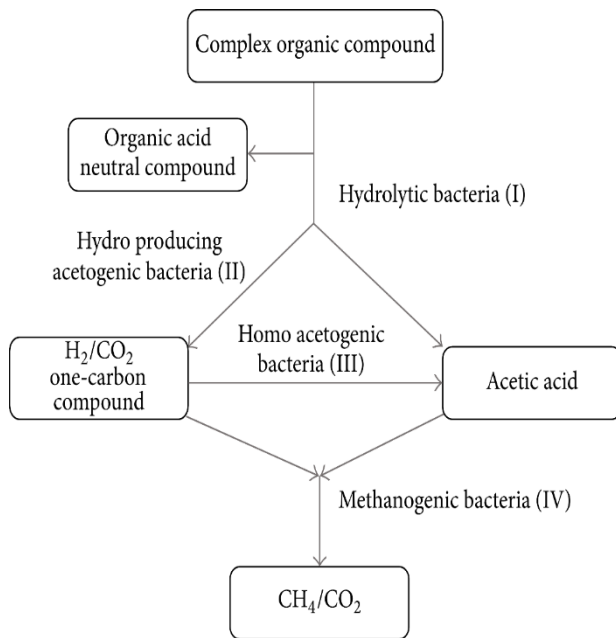 Complex organic compound
Organic acid
neutral compound
Hydrolytic bacteria (I)
Hydro producing
acetogenic bacteria (II)
Homo acetogenic
bacteria (III)
H₂/CO₂
one-carbon
compound
Acetic acid
Methanogenic bacteria (IV)
CH₄/CO₂